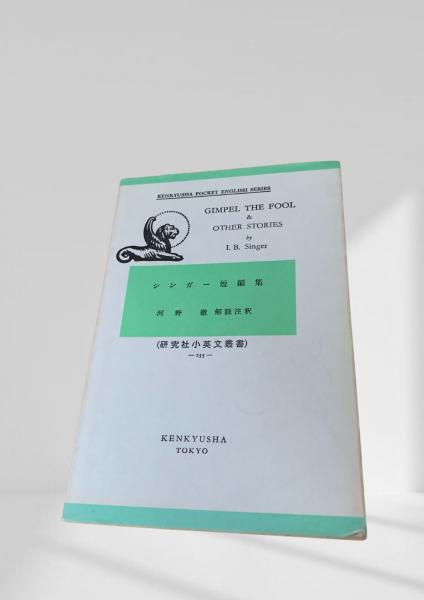 KENKYUSHA POCKET ENGLISH SERIES
GIMPEL THE FOOL
&
OTHER STORIES
by
I. B. Singer
シンガー短編集
河野 徹 解説注釈
(研究社小英文叢書)
— 235 —
KENKYUSHA
TOKYO